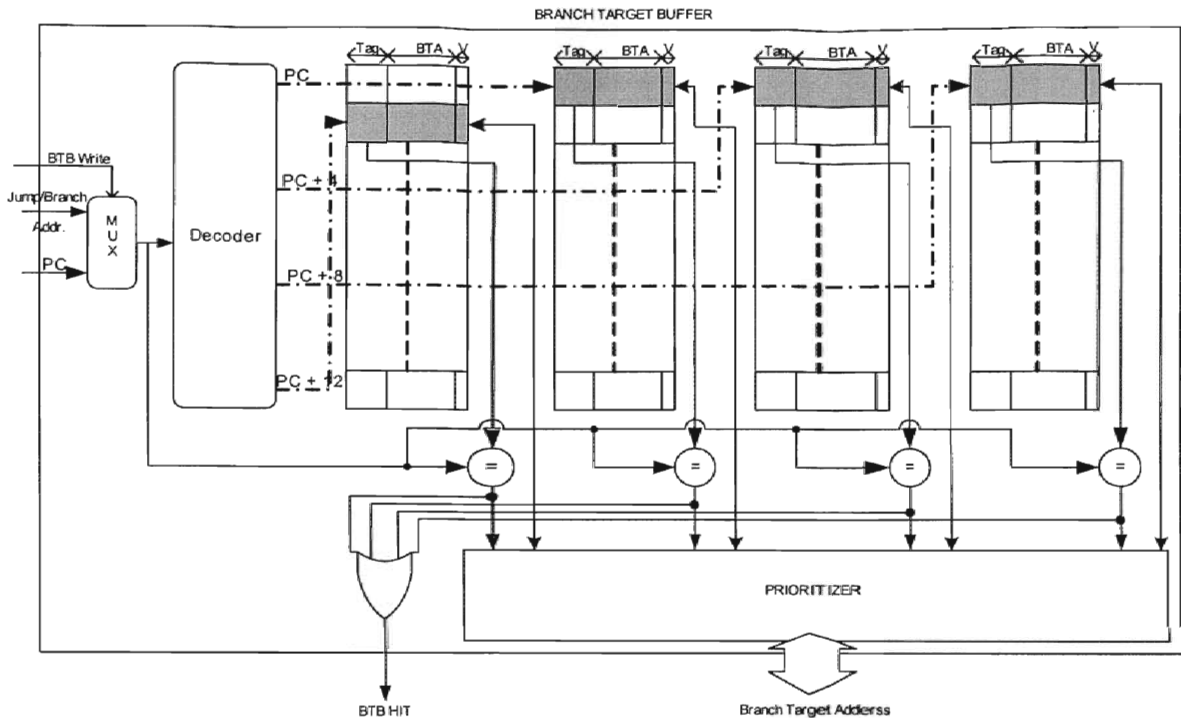 BRANCH TARGET BUFFER
Tag BTA V
Tag BTA V
Tag BTA V
Tag BTA V
PC
BTB Write
PC + 4
Jump/Branch
Addr.
MUX
Decoder
PC
PC + 8
PC + 12
= = = =
PRIORITIZER
BTB HIT
Branch Target Addierss